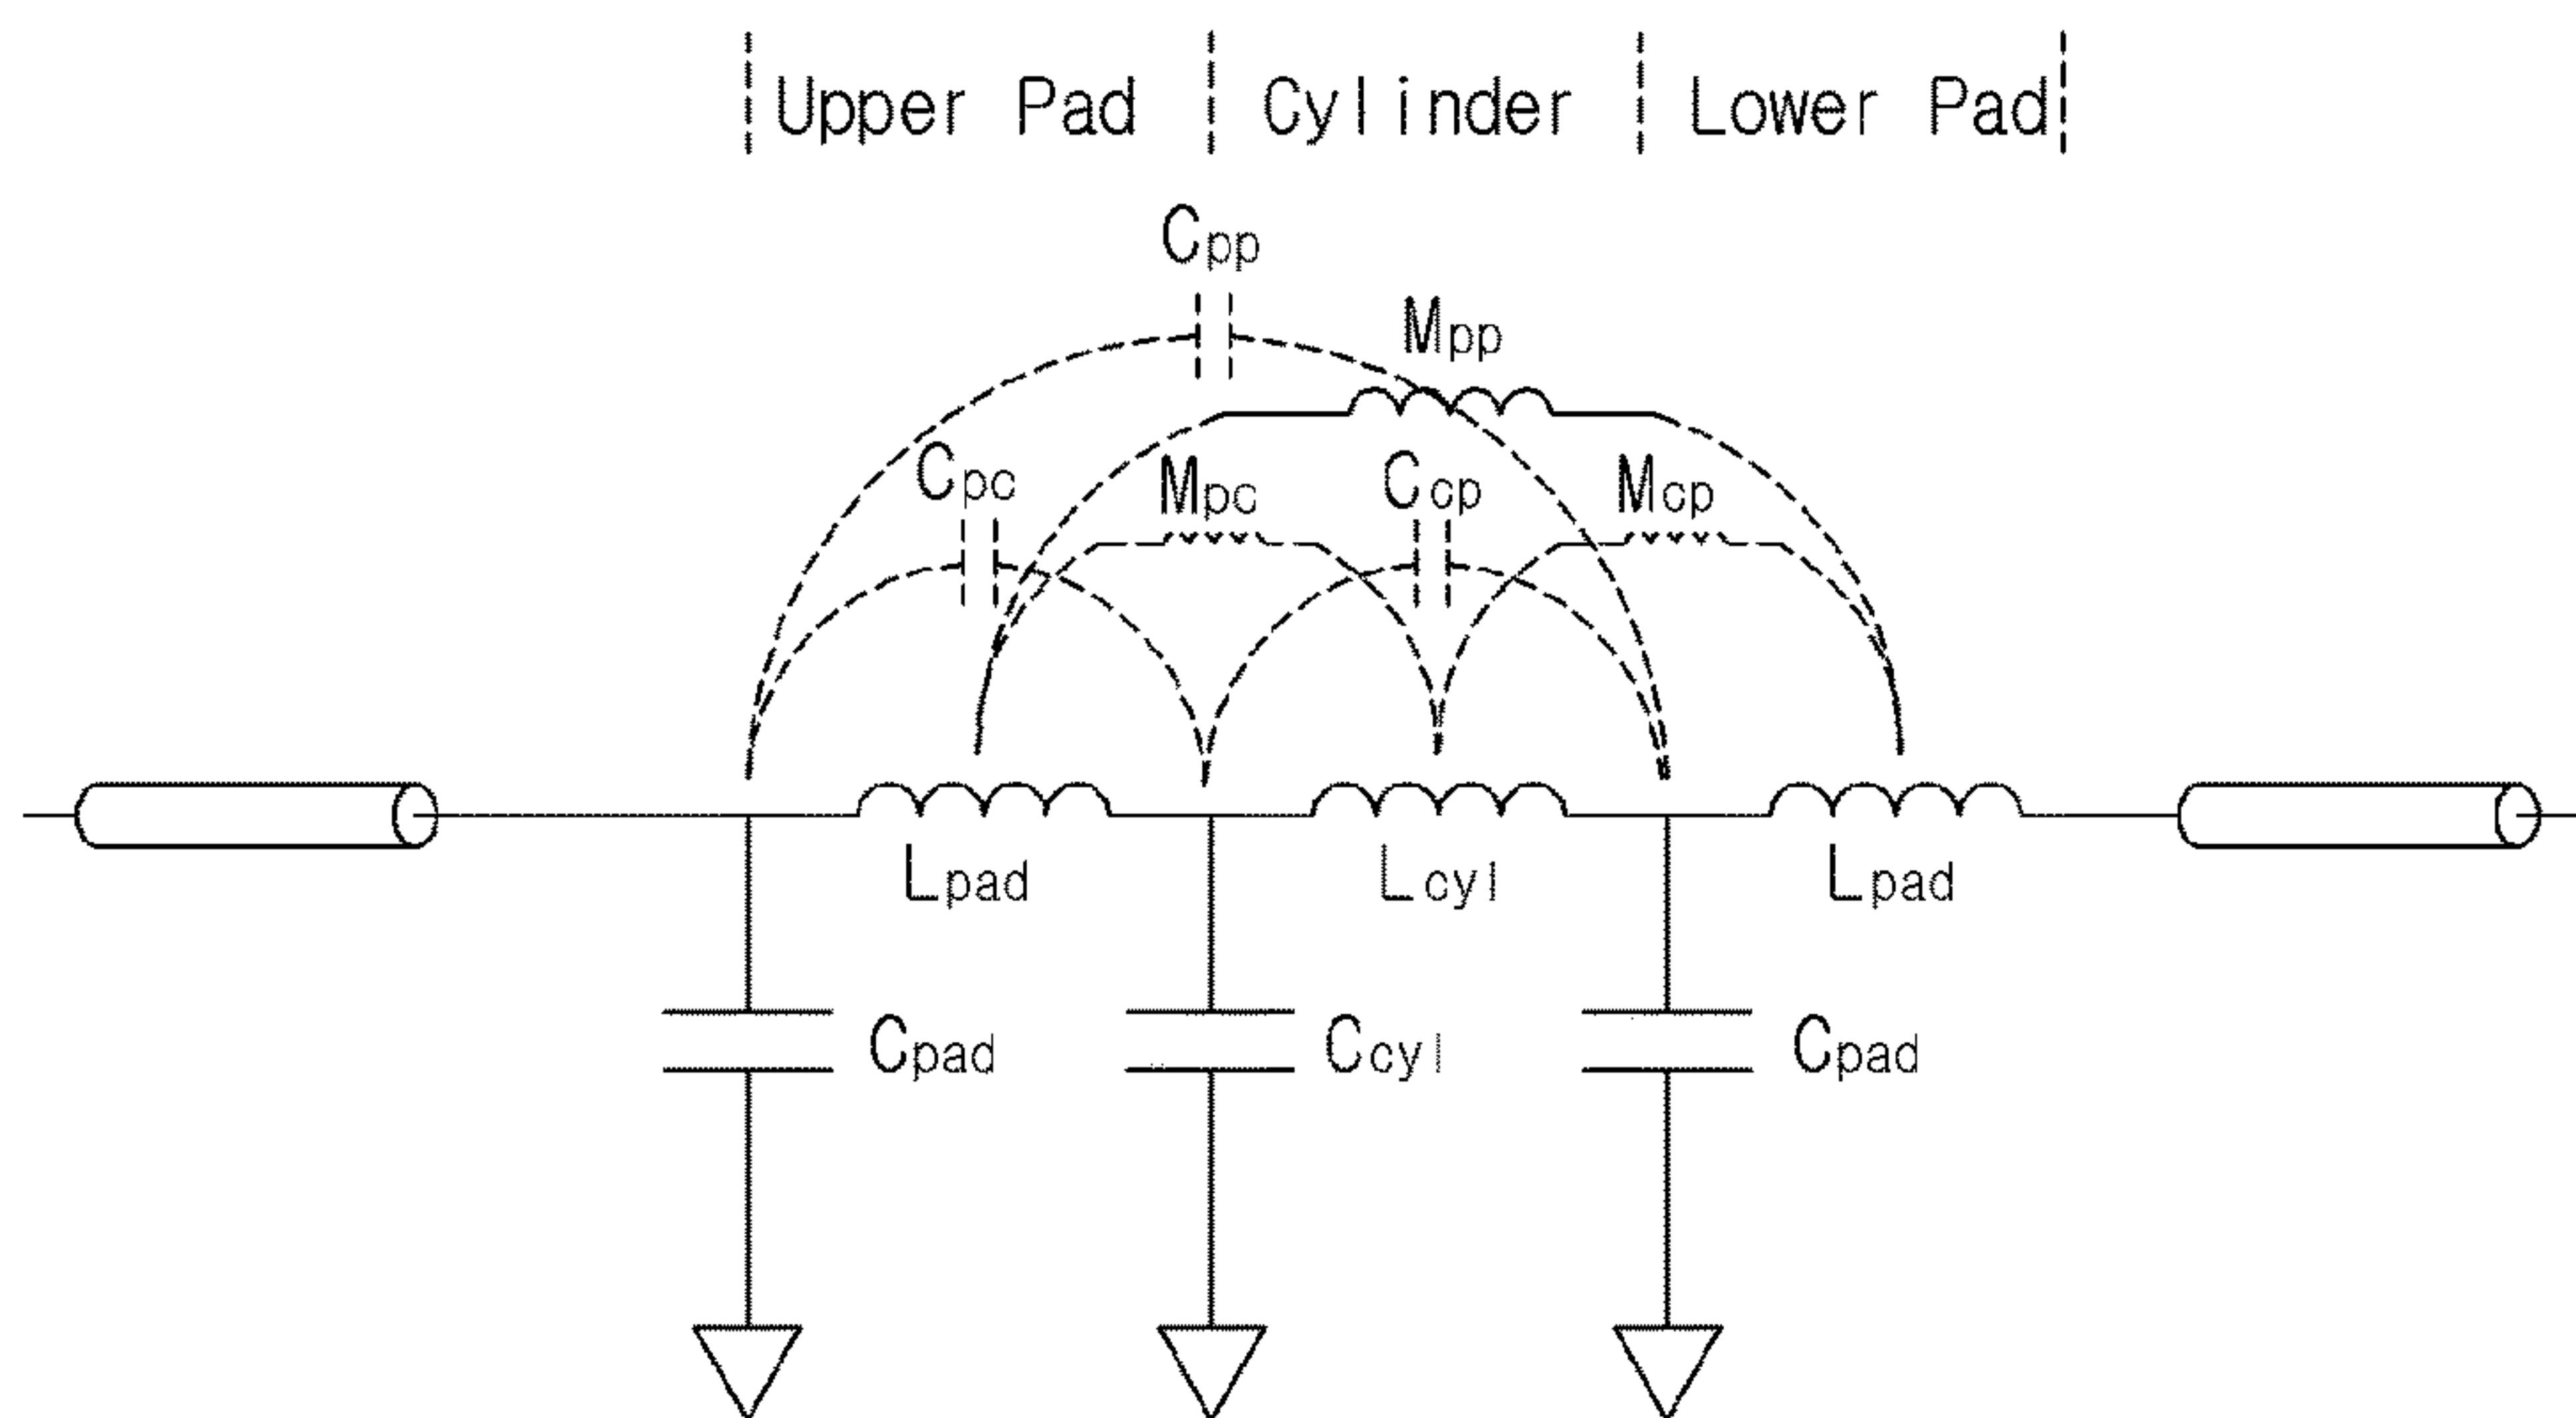 Upper Pad Cylinder Lower Pad
Cpp
Mpp
Cpc Mpc Ccp Mcp
Lpad Lcyl Lpad
Cpad Ccyl Cpad